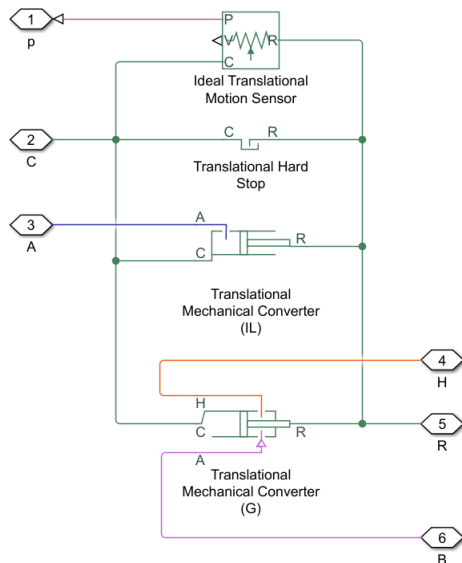 1
p
P
V
R
C
Ideal Translational
Motion Sensor
2
C
C
R
Translational Hard
Stop
3
A
A
C
R
Translational
Mechanical Converter
(IL)
4
H
H
C
R
5
R
A
Translational
Mechanical Converter
(G)
6
B